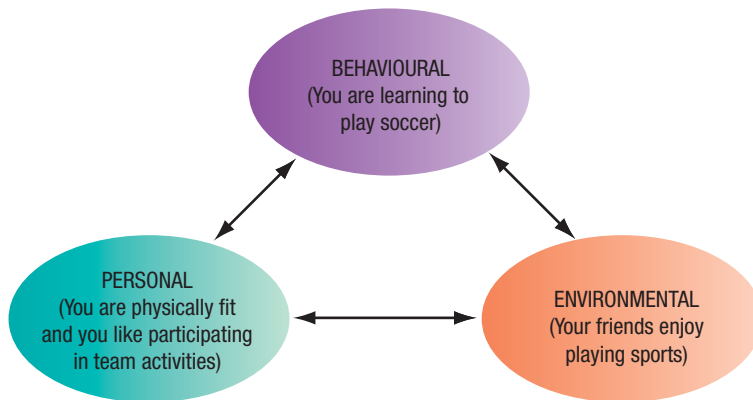 BEHAVIOURAL
(You are learning to
play soccer)
PERSONAL
(You are physically fit
and you like participating
in team activities)
ENVIRONMENTAL
(Your friends enjoy
playing sports)